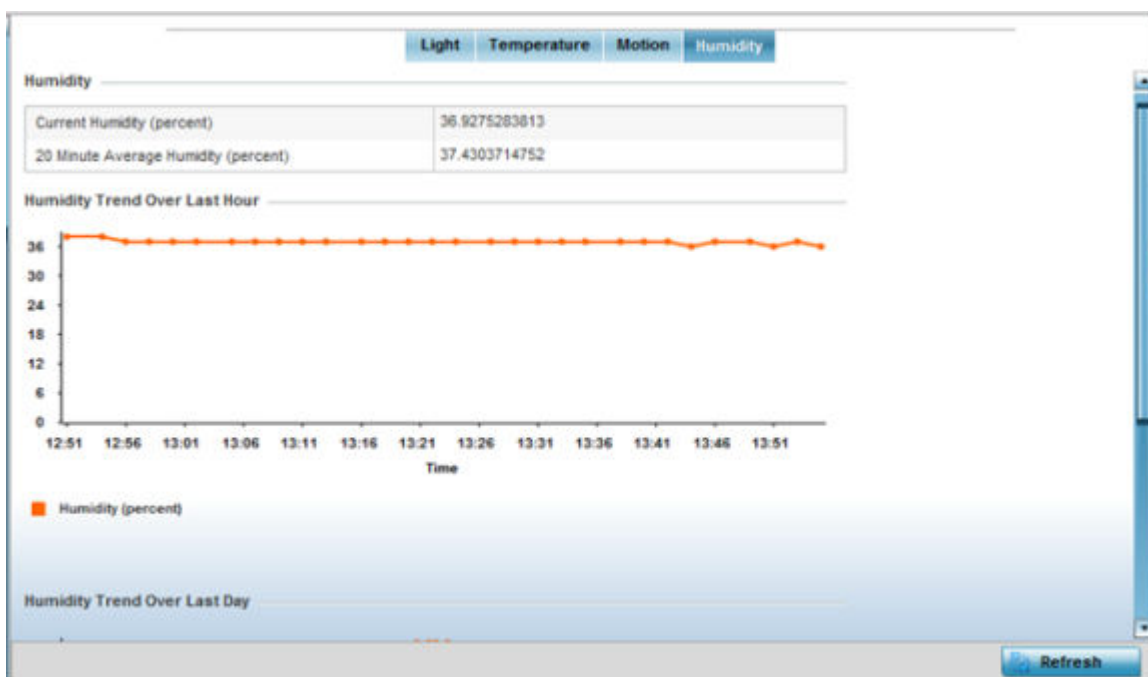 Light Temperature Motion Humidity
Humidity
Current Humidity (percent) 36.9275283813
20 Minute Average Humidity (percent) 37.4303714752
Humidity Trend Over Last Hour
36
30
24
18
12
6
0
12:51 12:56 13:01 13:06 13:11 13:16 13:21 13:26 13:31 13:36 13:41 13:46 13:51
Time
Humidity (percent)
Humidity Trend Over Last Day
Refresh